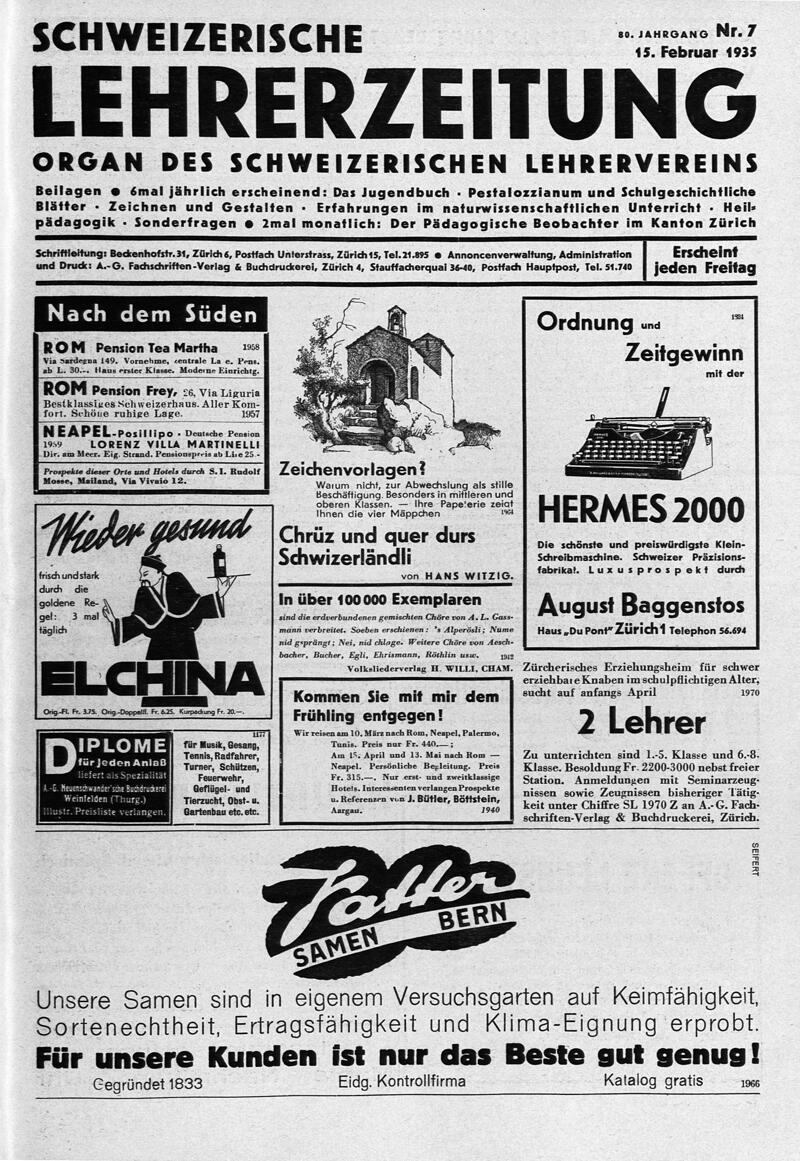 SCHWEIZERISCHE
80. JAHRGANG Nr. 7
15. Februar 1935
LEHRERZEITUNG
ORGAN DES SCHWEIZERISCHEN LEHRERVEREINS
Beilagen ● 6mal jährlich erscheinend: Das Jugendbuch · Pestalozzianum und Schulgeschichtliche
Blätter · Zeichnen und Gestalten · Erfahrungen im naturwissenschaftlichen Unterricht · Heil-
pädagogik · Sonderfragen ● 2mal monatlich: Der Pädagogische Beobachter im Kanton Zürich
Schriftleitung: Beckenhofstr. 31, Zürich 6, Postfach Unterstrass, Zürich 15, Tel. 21.895 ● Annoncenverwaltung, Administration
und Druck: A.-G. Fachschriften-Verlag & Buchdruckerei, Zürich 4, Stauffacherquai 36-40, Postfach Hauptpost, Tel. 51.740
Erscheint
jeden Freitag
Nach dem Süden
ROM Pension Tea Martha 1958
Via Sardegna 149. Vornehme, zentrale La e. Pens.
ab L. 30.-. Haus erster Klasse. Moderne Einrichtg.
ROM Pension Frey, 26, Via Liguria
Bestklassiges Schweizerhaus. Aller Kom-
fort. Schöne ruhige Lage. 1957
NEAPEL-Posillipo · Deutsche Pension
1959 LORENZ VILLA MARTINELLI
Dir. am Meer. Eig. Strand. Pensionspreis ab Lire 25.-
Prospekte dieser Orte und Hotels durch S. I. Rudolf
Mosse, Mailand, Via Vivaio 12.
Wieder gesund
frisch und stark
durch die
goldene Re-
gel: 3 mal
täglich
ELCHINA
Orig.-Fl. Fr. 3.75. Orig.-Doppelfl. Fr. 6.25. Kurpackung Fr. 20.—.
DIPLOME
für jeden Anlaß
liefert als Spezialität
A.-G. Neuenschwander'sche Buchdruckerei
Weinfelden (Thurg.)
Illustr. Preisliste verlangen.
1177
für Musik, Gesang,
Tennis, Radfahrer,
Turner, Schützen,
Feuerwehr,
Geflügel- und
Tierzucht, Obst- u.
Gartenbau etc. etc.
Zeichenvorlagen?
Warum nicht, zur Abwechslung als stille
Beschäftigung. Besonders in mittleren und
oberen Klassen. — Ihre Papeterie zeigt
Ihnen die vier Mäppchen
Chrüz und quer durs
Schwizerländli
von HANS WITZIG.
In über 100 000 Exemplaren
sind die erdverbundenen gemischten Chöre von A. L. Gass-
mann verbreitet. Soeben erschienen: 's Alperösli; Nume
nid gsprängt; Nei, nid chlage. Weitere Chöre von Aesch-
bacher, Bucher, Egli, Ehrismann, Röthlin usw. 1942
Volksliederverlag H. WILLI, CHAM.
Kommen Sie mit mir dem
Frühling entgegen!
Wir reisen am 10. März nach Rom, Neapel, Palermo,
Tunis. Preis nur Fr. 440.—;
Am 15. April und 13. Mai nach Rom —
Neapel. Persönliche Begleitung. Preis
Fr. 315.—. Nur erst- und zweitklassige
Hotels. Interessenten verlangen Prospekte
u. Referenzen von J. Bütler, Böttstein,
Aargau. 1940
Ordnung und
Zeitgewinn
mit der
HERMES 2000
Die schönste und preiswürdigste Klein-
Schreibmaschine. Schweizer Präzisions-
fabrikat. Luxusprospekt durch
August Baggenstos
Haus „Du Pont" Zürich 1 Telephon 56.694
Zürcherisches Erziehungsheim für schwer
erziehbare Knaben im schulpflichtigen Alter,
sucht auf anfangs April 1970
2 Lehrer
Zu unterrichten sind 1.-5. Klasse und 6.-8.
Klasse. Besoldung Fr. 2200-3000 nebst freier
Station. Anmeldungen mit Seminarzeug-
nissen sowie Zeugnissen bisheriger Tätig-
keit unter Chiffre SL 1970 Z an A.-G. Fach-
schriften-Verlag & Buchdruckerei, Zürich.
SEIFERT
Vatter
SAMEN BERN
Unsere Samen sind in eigenem Versuchsgarten auf Keimfähigkeit,
Sortenechtheit, Ertragsfähigkeit und Klima-Eignung erprobt.
Für unsere Kunden ist nur das Beste gut genug!
Gegründet 1833 Eidg. Kontrollfirma Katalog gratis 1966